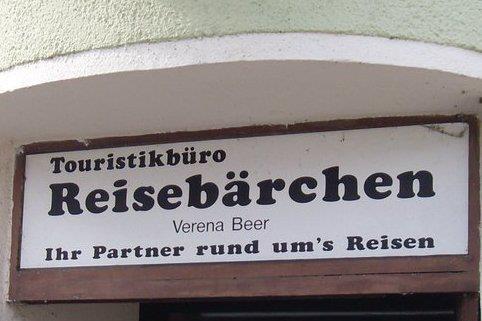 Touristikbüro
Reisebärchen
Verena Beer
Ihr Partner rund um's Reisen